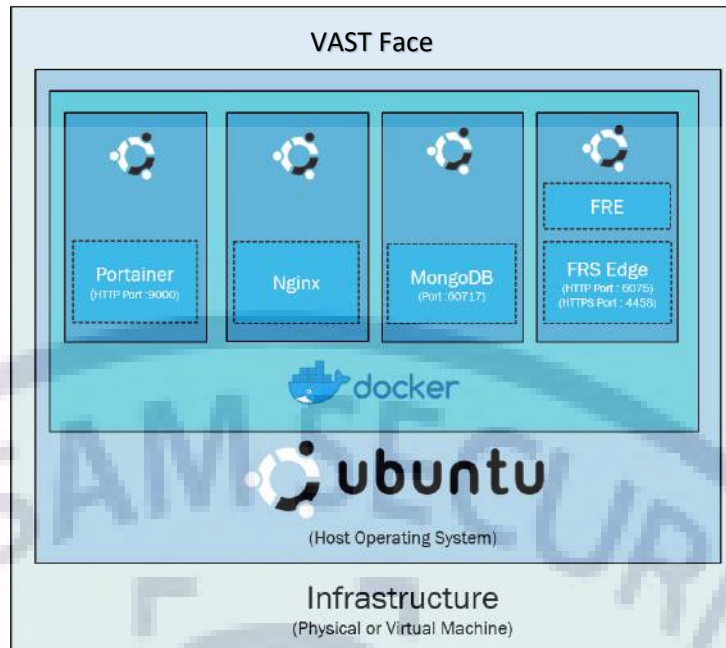 VAST Face
Portainer
(HTTP Port :9000)
Nginx
MongoDB
(Port :60717)
FRE
FRS Edge
(HTTP Port : 6075)
(HTTPS Port : 4458)
docker
ubuntu
(Host Operating System)
Infrastructure
(Physical or Virtual Machine)